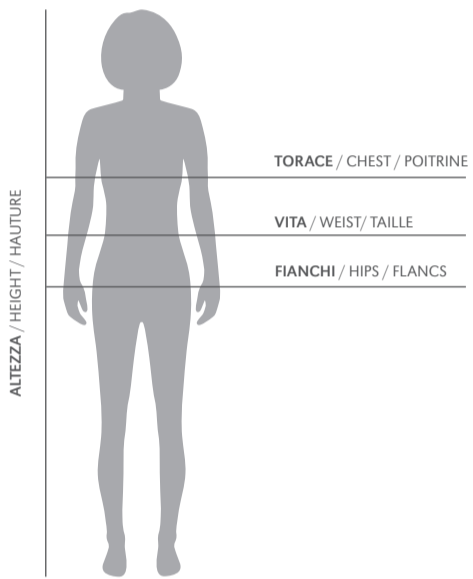 TORACE / CHEST / POITRINE
VITA / WEIST/ TAILLE
FIANCHI / HIPS / FLANCS
ALTEZZA / HEIGHT / HAUTURE